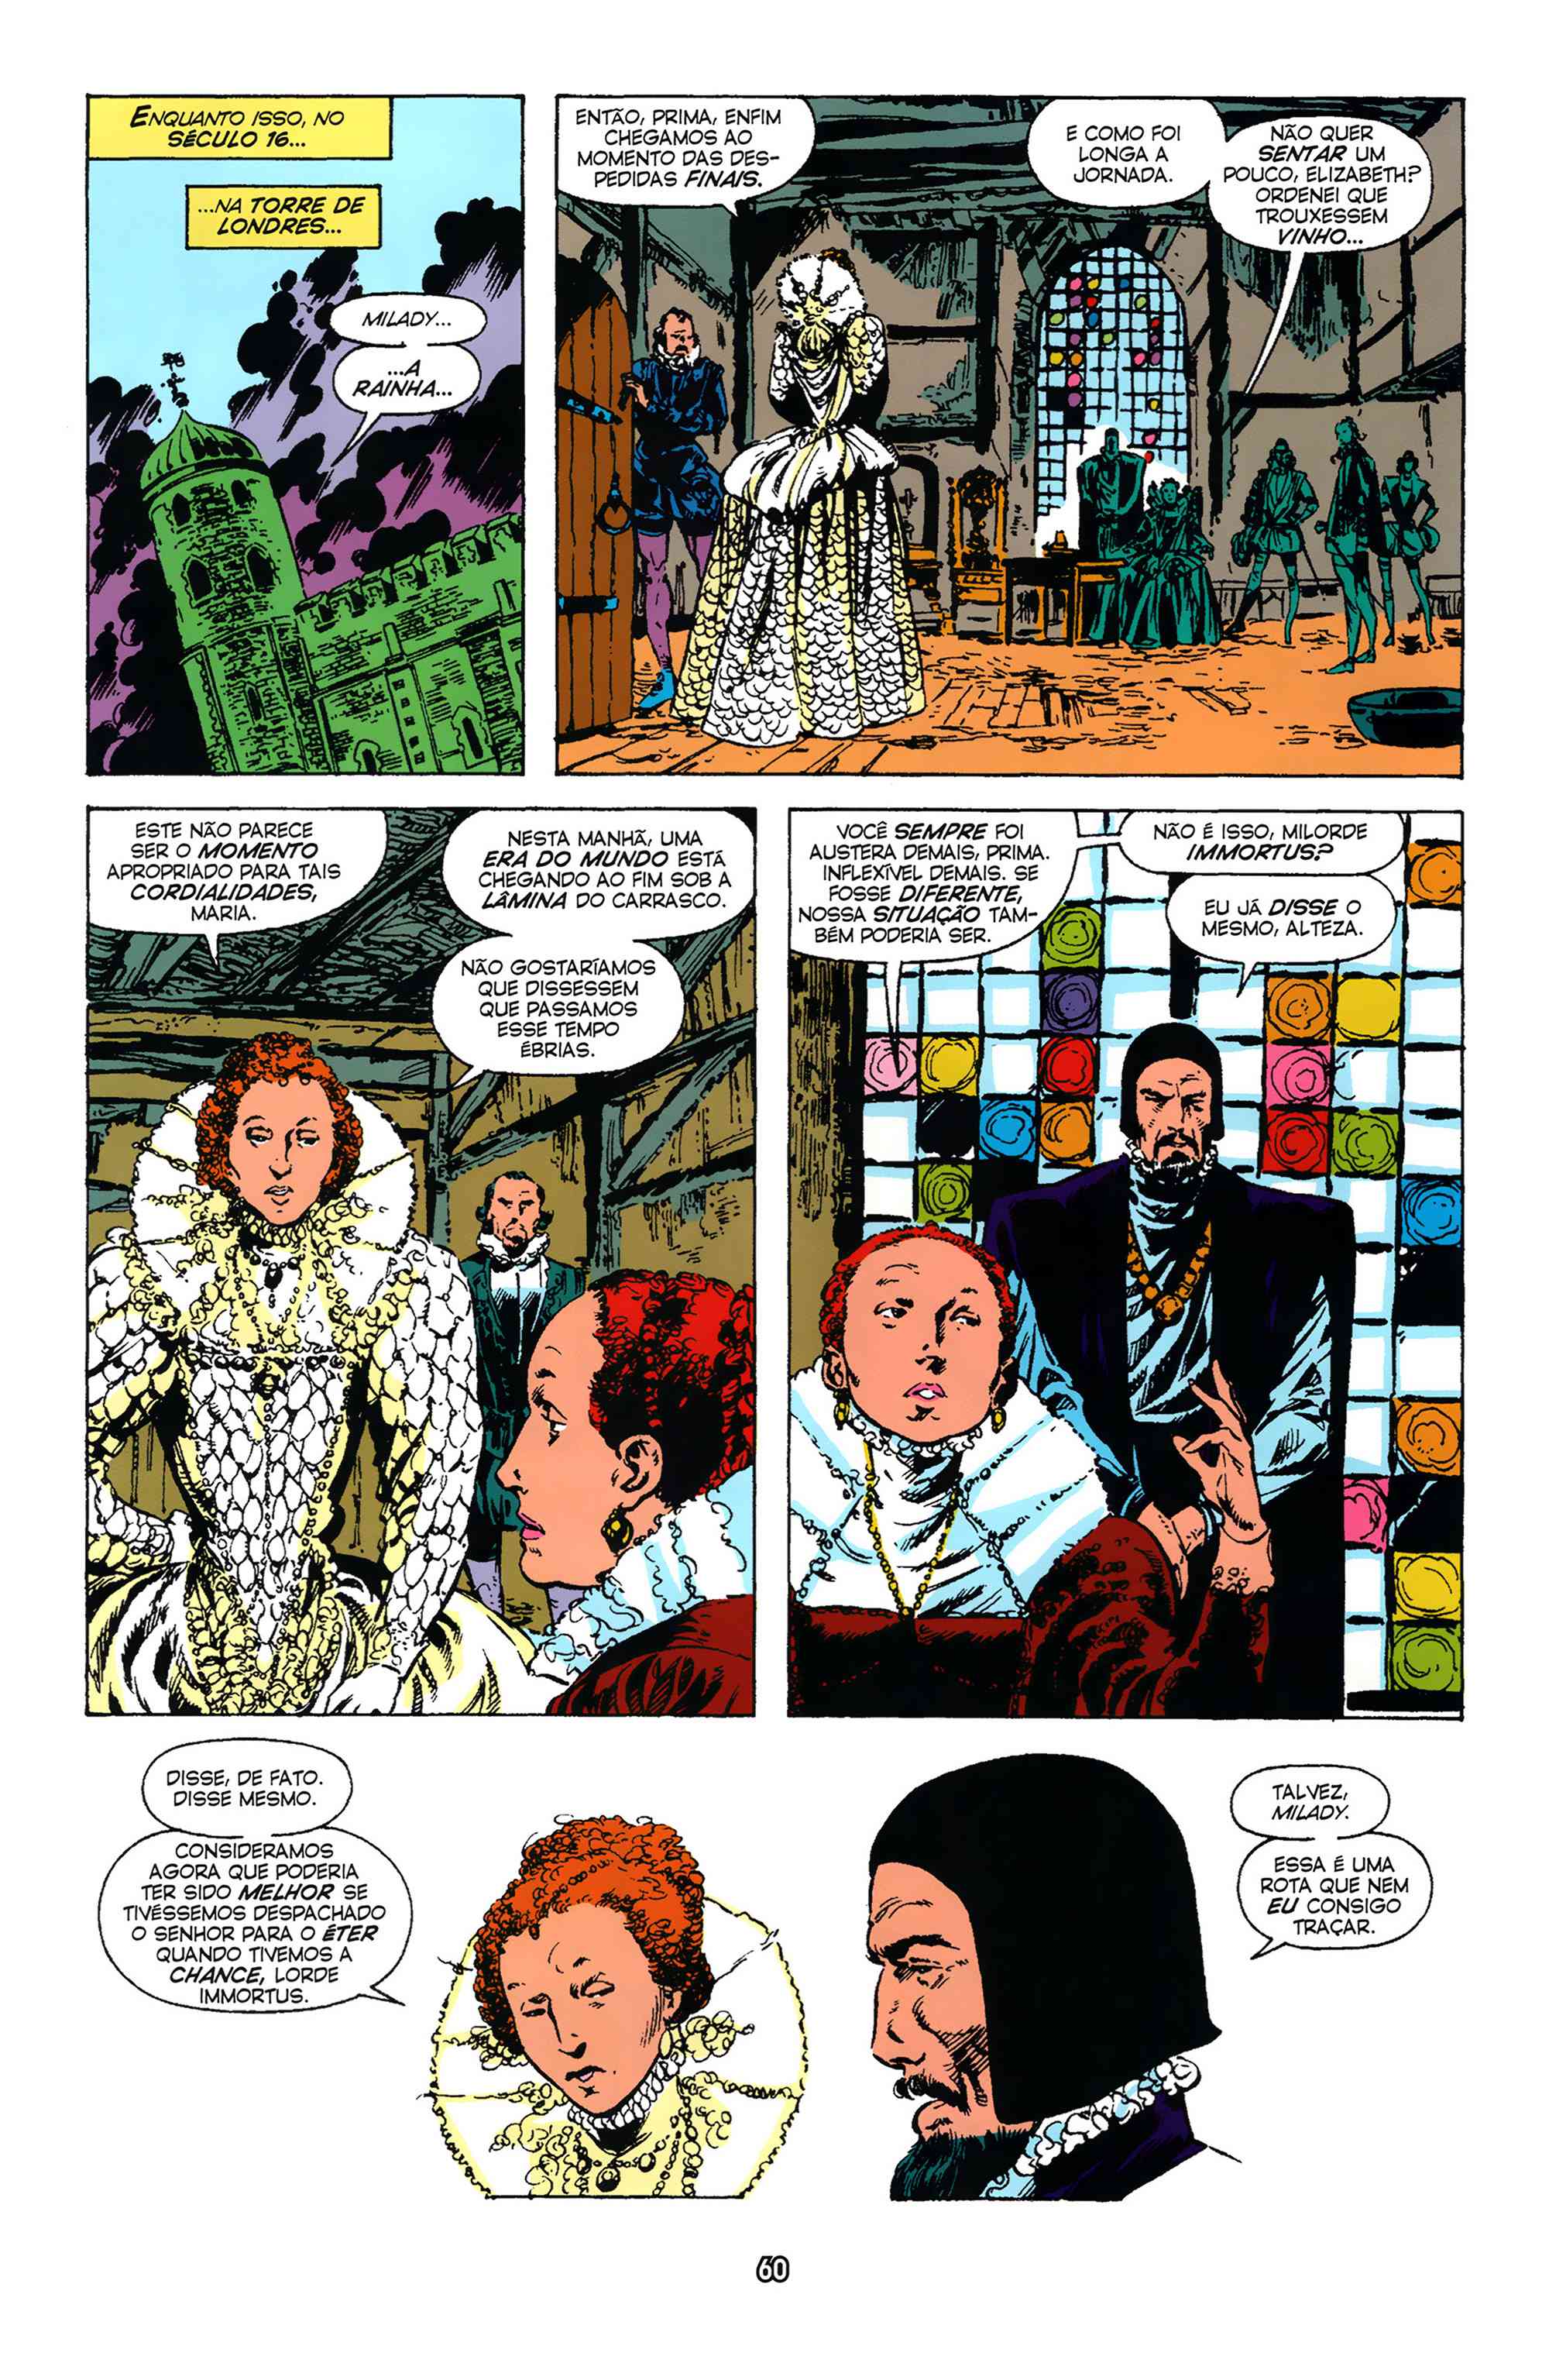 ENQUANTO ISSO, NO
SÉCULO 16...
...NA TORRE DE
LONDRES...
MILADY...
...A
RAINHA...
ENTÃO, PRIMA, ENFIM
CHEGAMOS AO
MOMENTO DAS DES-
PEDIDAS FINAIS.
E COMO FOI
LONGA A
JORNADA.
NÃO QUER
SENTAR UM
POUCO, ELIZABETH?
ORDENEI QUE
TROUXESSEM
VINHO...
ESTE NÃO PARECE
SER O MOMENTO
APROPRIADO PARA TAIS
CORDIALIDADES,
MARIA.
NESTA MANHÃ, UMA
ERA DO MUNDO ESTÁ
CHEGANDO AO FIM SOB A
LÂMINA DO CARRASCO.
NÃO GOSTARÍAMOS
QUE DISSESSEM
QUE PASSAMOS
ESSE TEMPO
ÉBRIAS.
VOCÊ SEMPRE FOI
AUSTERA DEMAIS, PRIMA.
INFLEXÍVEL DEMAIS. SE
FOSSE DIFERENTE,
NOSSA SITUAÇÃO TAM-
BÉM PODERIA SER.
NÃO É ISSO, MILORDE
IMMORTUS?
EU JÁ DISSE O
MESMO, ALTEZA.
DISSE, DE FATO.
DISSE MESMO.
CONSIDERAMOS
AGORA QUE PODERIA
TER SIDO MELHOR SE
TIVÉSSEMOS DESPACHADO
O SENHOR PARA O ÉTER
QUANDO TIVEMOS A
CHANCE, LORDE
IMMORTUS.
TALVEZ,
MILADY.
ESSA É UMA
ROTA QUE NEM
EU CONSIGO
TRAÇAR.
60